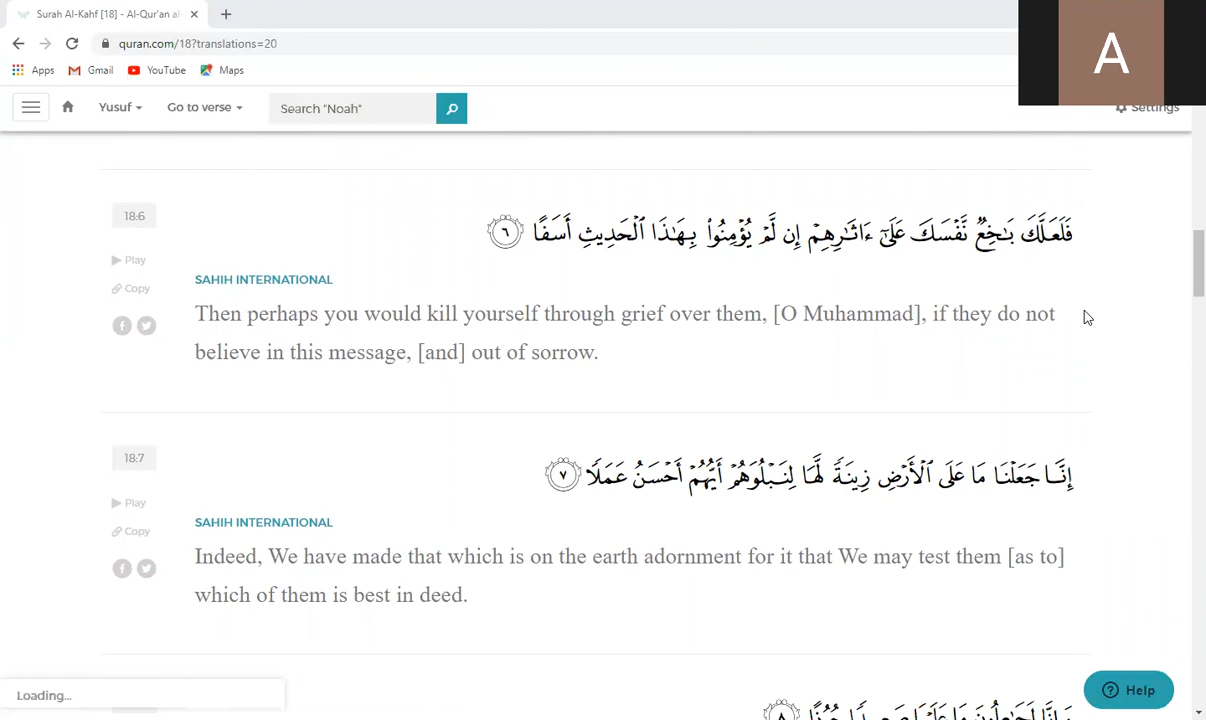 Surah Al-Kahf [18] - Al-Qur'an al
quran.com/18?translations=20
Apps Gmail YouTube Maps
A
Yusuf Go to verse Search "Noah" Settings
18:6
فَلَعَلَّكَ بَـٰخِعٌۭ نَّفْسَكَ عَلَىٰٓ ءَاثَـٰرِهِمْ إِن لَّمْ يُؤْمِنُوا۟ بِهَـٰذَا ٱلْحَدِيثِ أَسَفًا ٦
Play
SAHIH INTERNATIONAL
Copy
Then perhaps you would kill yourself through grief over them, [O Muhammad], if they do not
believe in this message, [and] out of sorrow.
18:7
إِنَّا جَعَلْنَا مَا عَلَى ٱلْأَرْضِ زِينَةًۭ لَّهَا لِنَبْلُوَهُمْ أَيُّهُمْ أَحْسَنُ عَمَلًۭا ٧
Play
SAHIH INTERNATIONAL
Copy
Indeed, We have made that which is on the earth adornment for it that We may test them [as to]
which of them is best in deed.
Loading...
Help